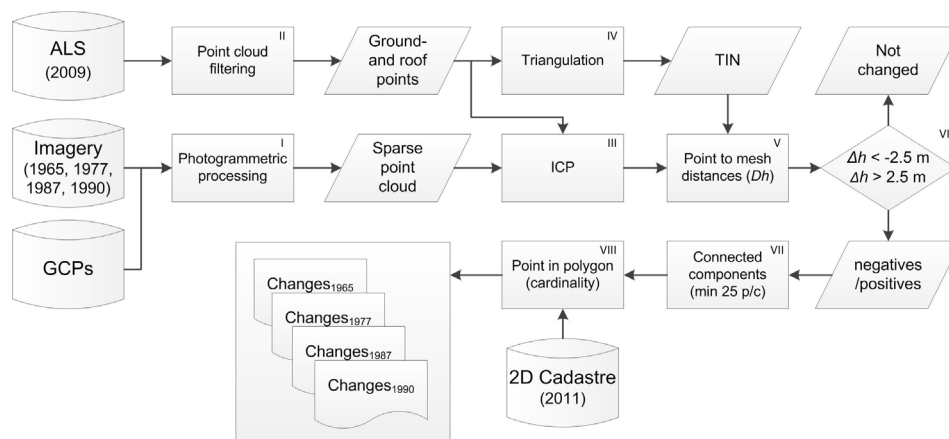 ALS
(2009)
II
Point cloud
filtering
Ground-
and roof
points
IV
Triangulation
TIN
Not
changed
Imagery
(1965, 1977,
1987, 1990)
I
Photogrammetric
processing
Sparse
point
cloud
III
ICP
V
Point to mesh
distances (Dh)
VI
Δh < -2.5 m
Δh > 2.5 m
GCPs
Changes1965
Changes1977
Changes1987
Changes1990
VIII
Point in polygon
(cardinality)
VII
Connected
components
(min 25 p/c)
negatives
/positives
2D Cadastre
(2011)